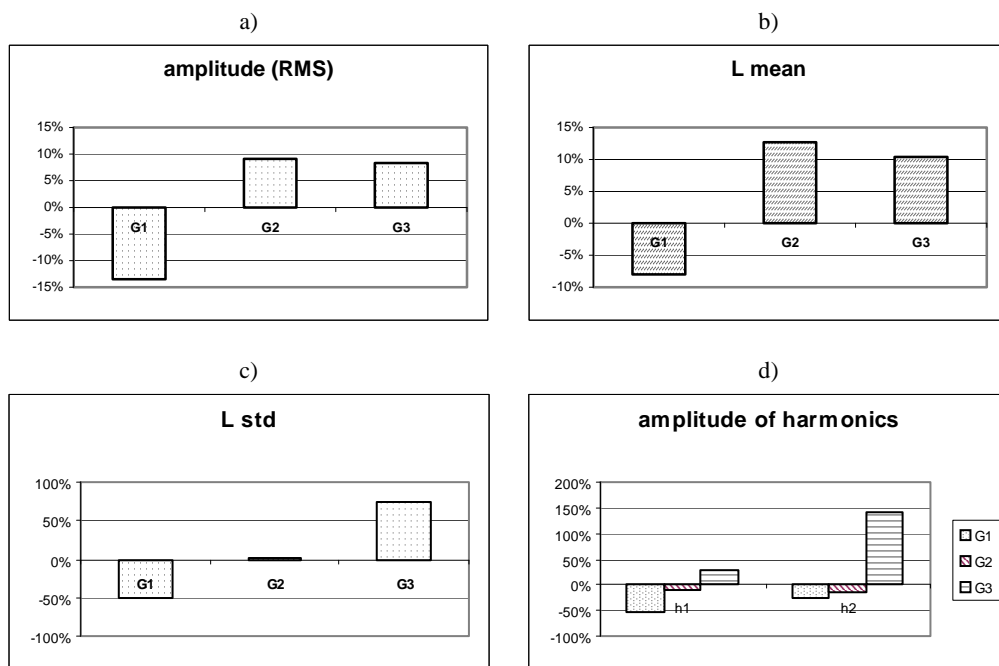 a)
b)
amplitude (RMS)
15%
10%
5%
0%
-5%
-10%
-15%
G1
G2
G3
L mean
15%
10%
5%
0%
-5%
-10%
G1
G2
G3
c)
d)
L std
100%
50%
0%
-50%
-100%
G1
G2
G3
amplitude of harmonics
200%
150%
100%
50%
0%
-50%
-100%
h1
h2
G1
G2
G3